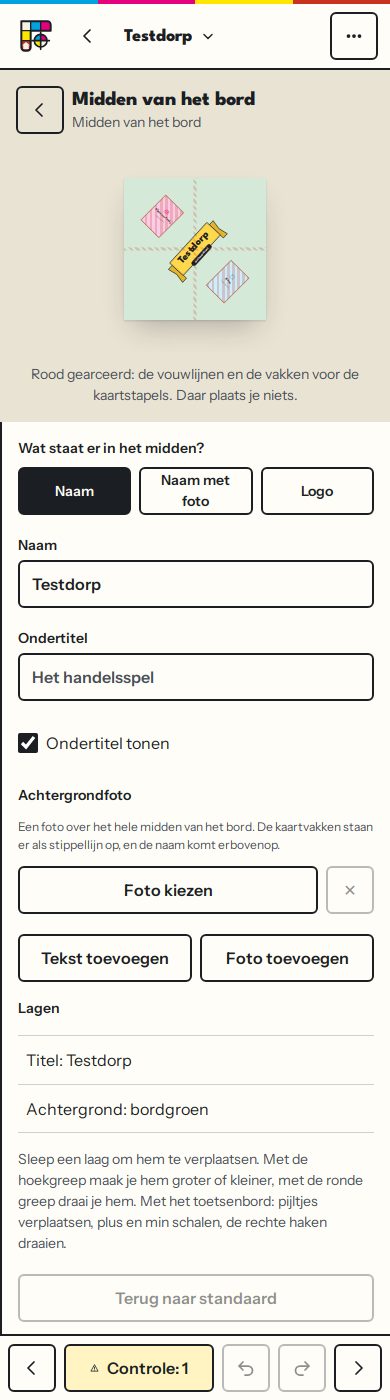 Testdorp
Midden van het bord
Midden van het bord
Testdorp
Rood gearceerd: de vouwlijnen en de vakken voor de
kaartstapels. Daar plaats je niets.
Wat staat er in het midden?
Naam
Naam met
foto
Logo
Naam
Testdorp
Ondertitel
Het handelsspel
Ondertitel tonen
Achtergrondfoto
Een foto over het hele midden van het bord. De kaartvakken staan
er als stippellijn op, en de naam komt erbovenop.
Foto kiezen
Tekst toevoegen
Foto toevoegen
Lagen
Titel: Testdorp
Achtergrond: bordgroen
Sleep een laag om hem te verplaatsen. Met de
hoekgreep maak je hem groter of kleiner, met de ronde
greep draai je hem. Met het toetsenbord: pijltjes
verplaatsen, plus en min schalen, de rechte haken
draaien.
Terug naar standaard
Controle: 1